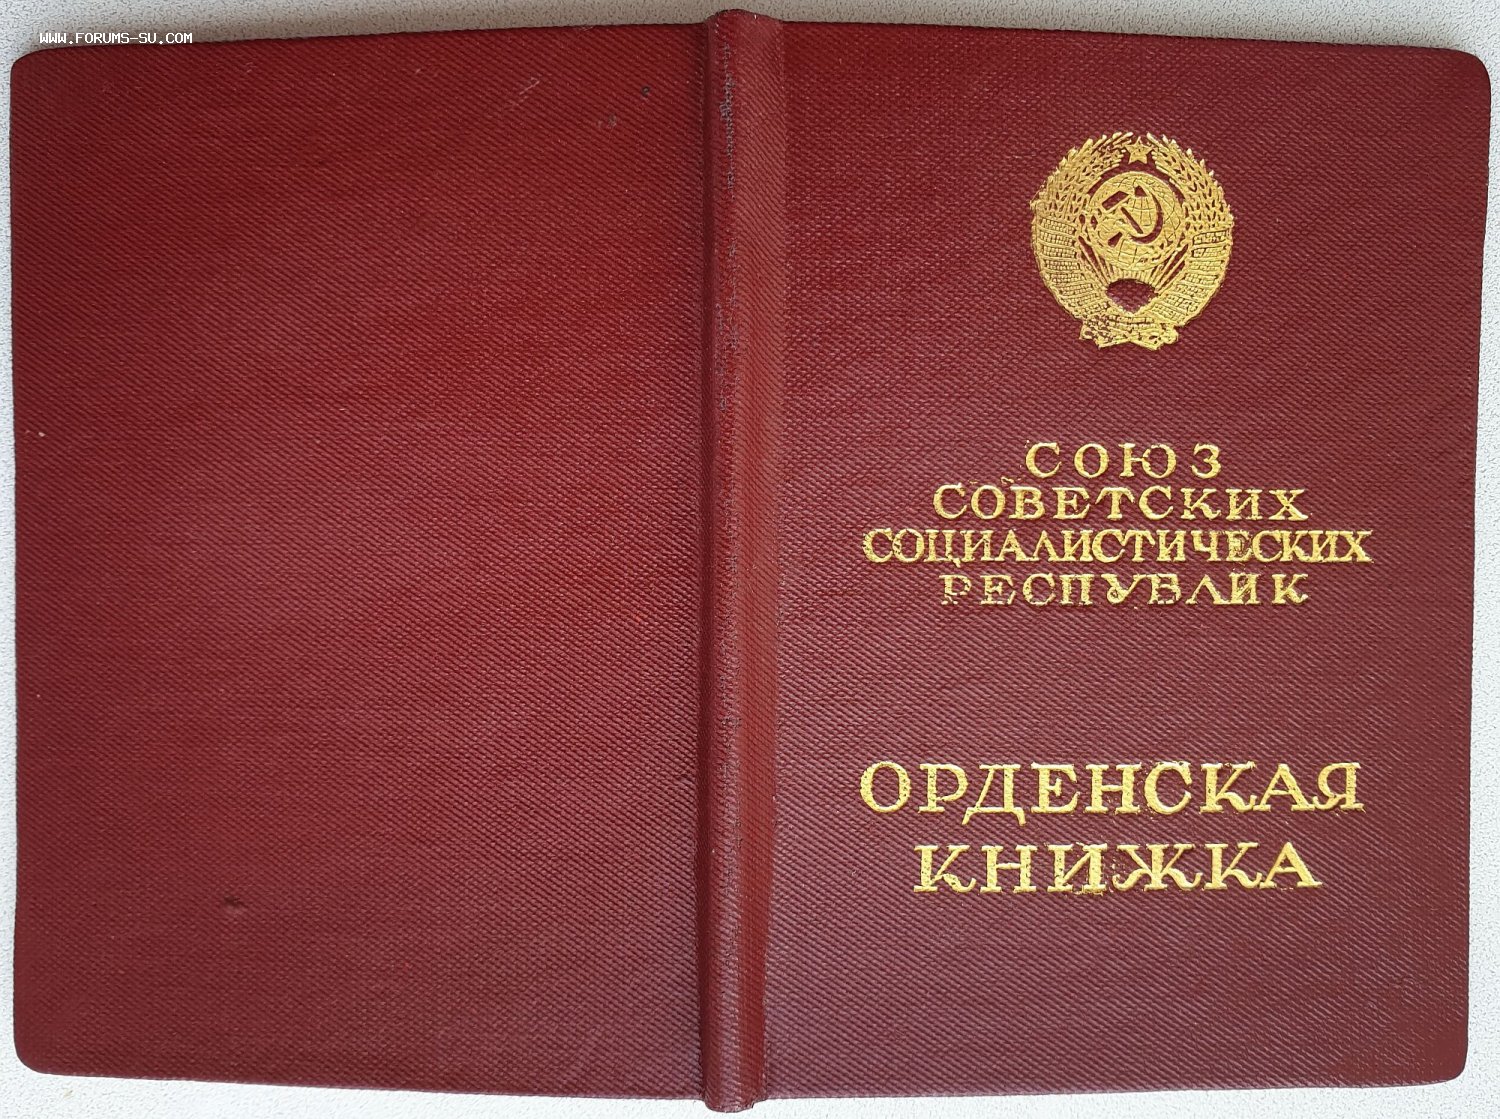 WWW.FORUMS-SU.COM
СОЮЗ
СОВЕТСКИХ
СОЦИАЛИСТИЧЕСКИХ
РЕСПУБЛИК
ОРДЕНСКАЯ
КНИЖКА